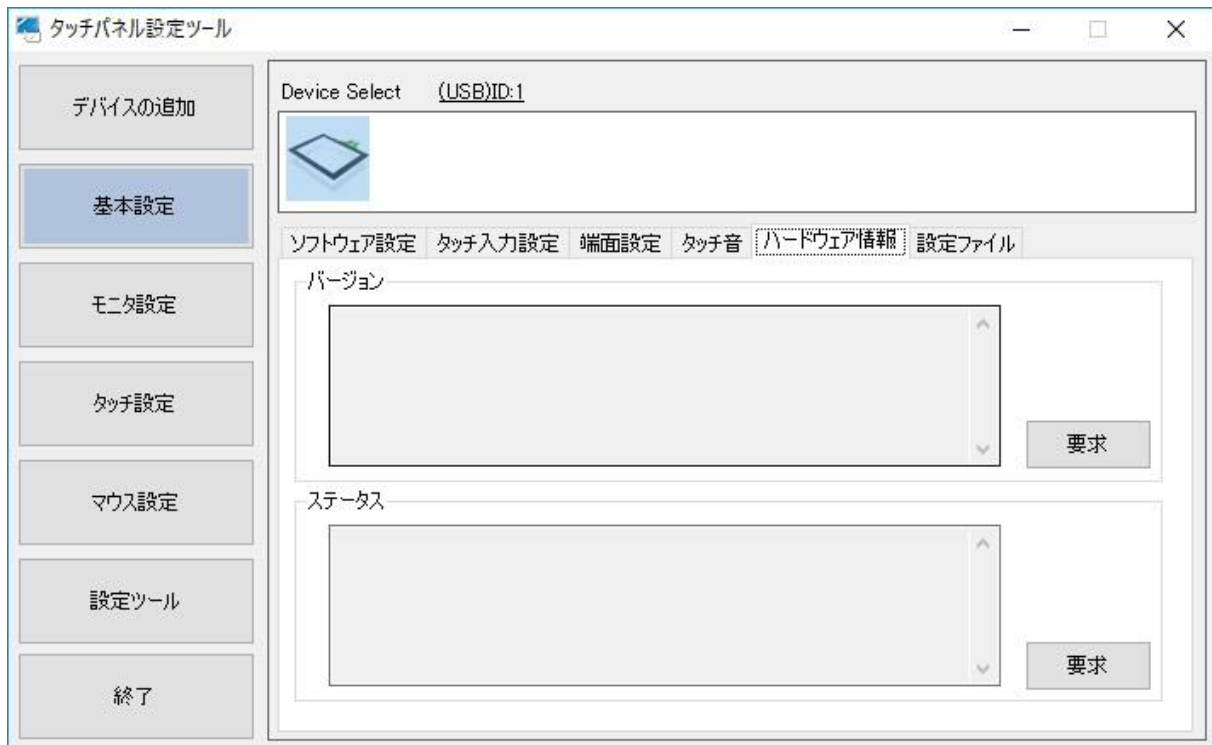 タッチパネル設定ツール
デバイスの追加
基本設定
モニタ設定
タッチ設定
マウス設定
設定ツール
終了
Device Select (USB)ID:1
ソフトウェア設定 タッチ入力設定 端面設定 タッチ音 ハードウェア情報 設定ファイル
バージョン
要求
ステータス
要求